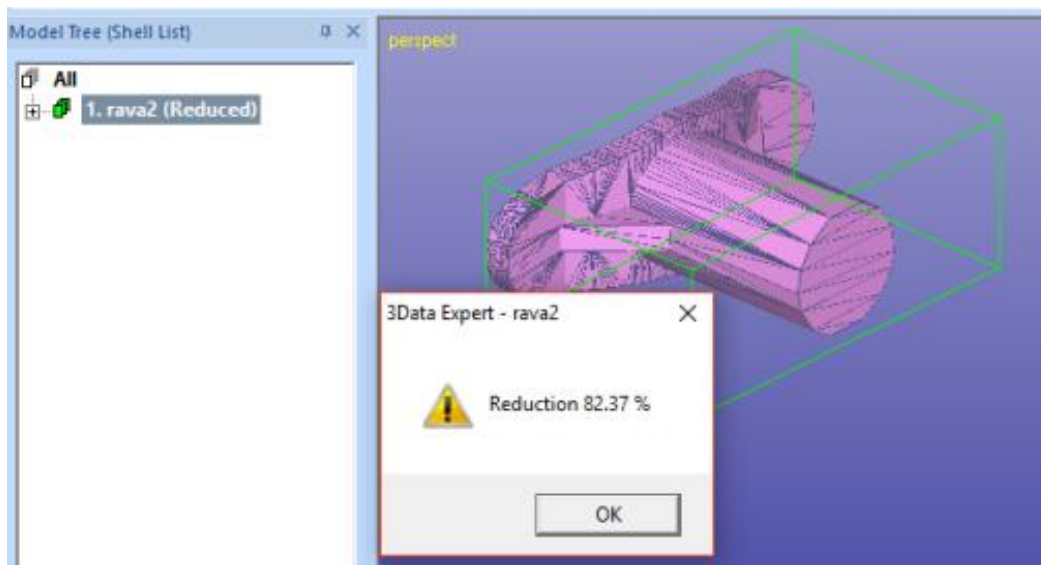 Model Tree (Shell List)
All
1. rava2 (Reduced)
perspect
3Data Expert - rava2
Reduction 82.37 %
OK